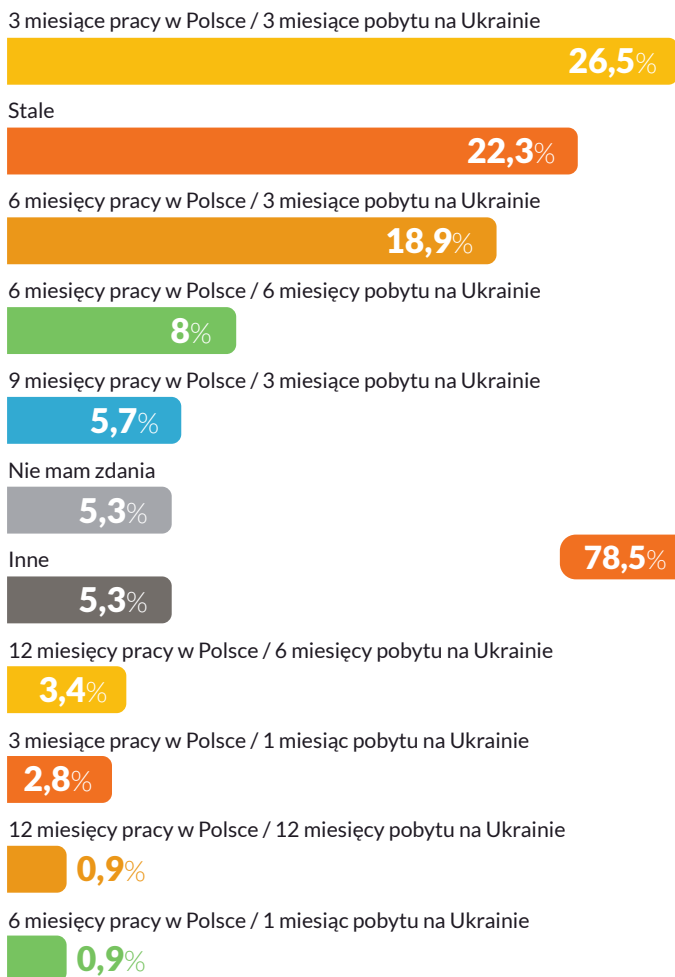 3 miesiące pracy w Polsce / 3 miesiące pobytu na Ukrainie
26,5%
Stale
22,3%
6 miesięcy pracy w Polsce / 3 miesiące pobytu na Ukrainie
18,9%
6 miesięcy pracy w Polsce / 6 miesięcy pobytu na Ukrainie
8%
9 miesięcy pracy w Polsce / 3 miesiące pobytu na Ukrainie
5,7%
Nie mam zdania
5,3%
Inne
78,5%
5,3%
12 miesięcy pracy w Polsce / 6 miesięcy pobytu na Ukrainie
3,4%
3 miesiące pracy w Polsce / 1 miesiąc pobytu na Ukrainie
2,8%
12 miesięcy pracy w Polsce / 12 miesięcy pobytu na Ukrainie
0,9%
6 miesięcy pracy w Polsce / 1 miesiąc pobytu na Ukrainie
0,9%